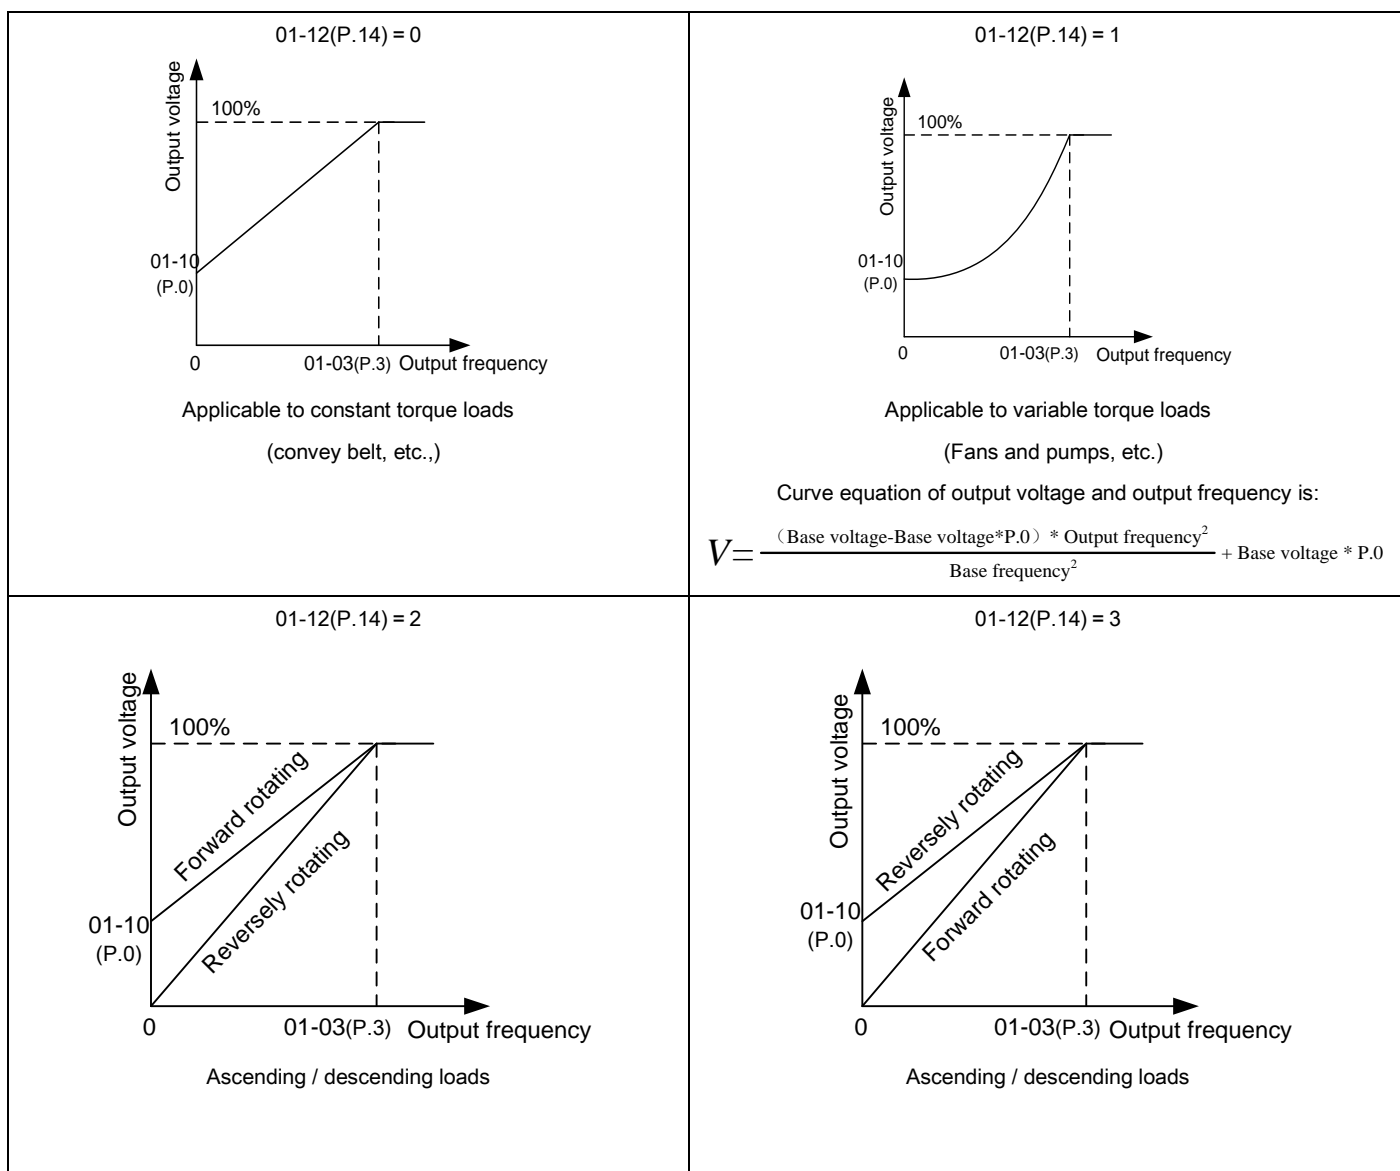 01-12(P.14) = 0
Output voltage
100%
01-10
(P.0)
0
01-03(P.3) Output frequency
Applicable to constant torque loads
(convey belt, etc.,)
01-12(P.14) = 1
Output voltage
100%
01-10
(P.0)
0
01-03(P.3) Output frequency
Applicable to variable torque loads
(Fans and pumps, etc.)
Curve equation of output voltage and output frequency is:
V= （Base voltage-Base voltage*P.0）* Output frequency² + Base voltage * P.0
Base frequency²
01-12(P.14) = 2
Output voltage
100%
Forward rotating
Reversely rotating
01-10
(P.0)
0
01-03(P.3) Output frequency
Ascending / descending loads
01-12(P.14) = 3
Output voltage
100%
Reversely rotating
Forward rotating
01-10
(P.0)
0
01-03(P.3) Output frequency
Ascending / descending loads